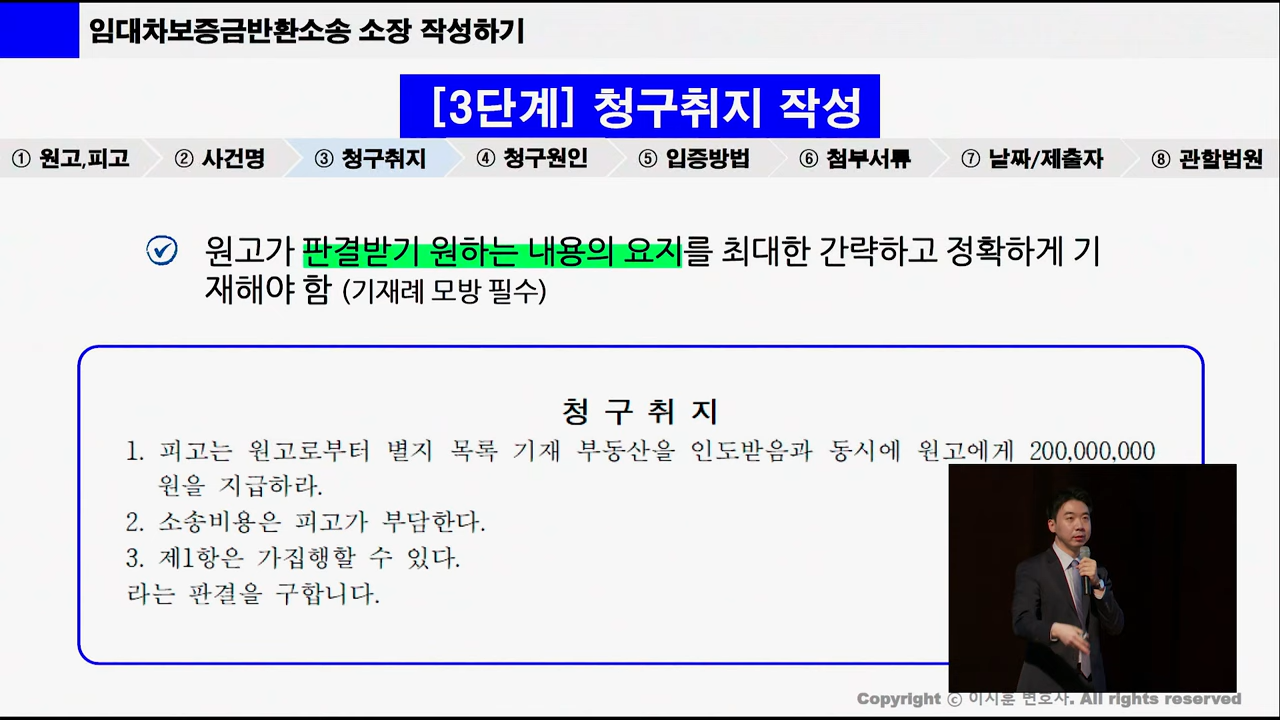 임대차보증금반환소송 소장 작성하기
[3단계] 청구취지 작성
① 원고,피고 ② 사건명 ③ 청구취지 ④ 청구원인 ⑤ 입증방법 ⑥ 첨부서류 ⑦ 날짜/제출자 ⑧ 관할법원
원고가 판결받기 원하는 내용의 요지를 최대한 간략하고 정확하게 기
재해야 함 (기재례 모방 필수)
청 구 취 지
1. 피고는 원고로부터 별지 목록 기재 부동산을 인도받음과 동시에 원고에게 200,000,000
원을 지급하라.
2. 소송비용은 피고가 부담한다.
3. 제1항은 가집행할 수 있다.
라는 판결을 구합니다.
Copyright ⓒ 이시훈 변호사. All rights reserved